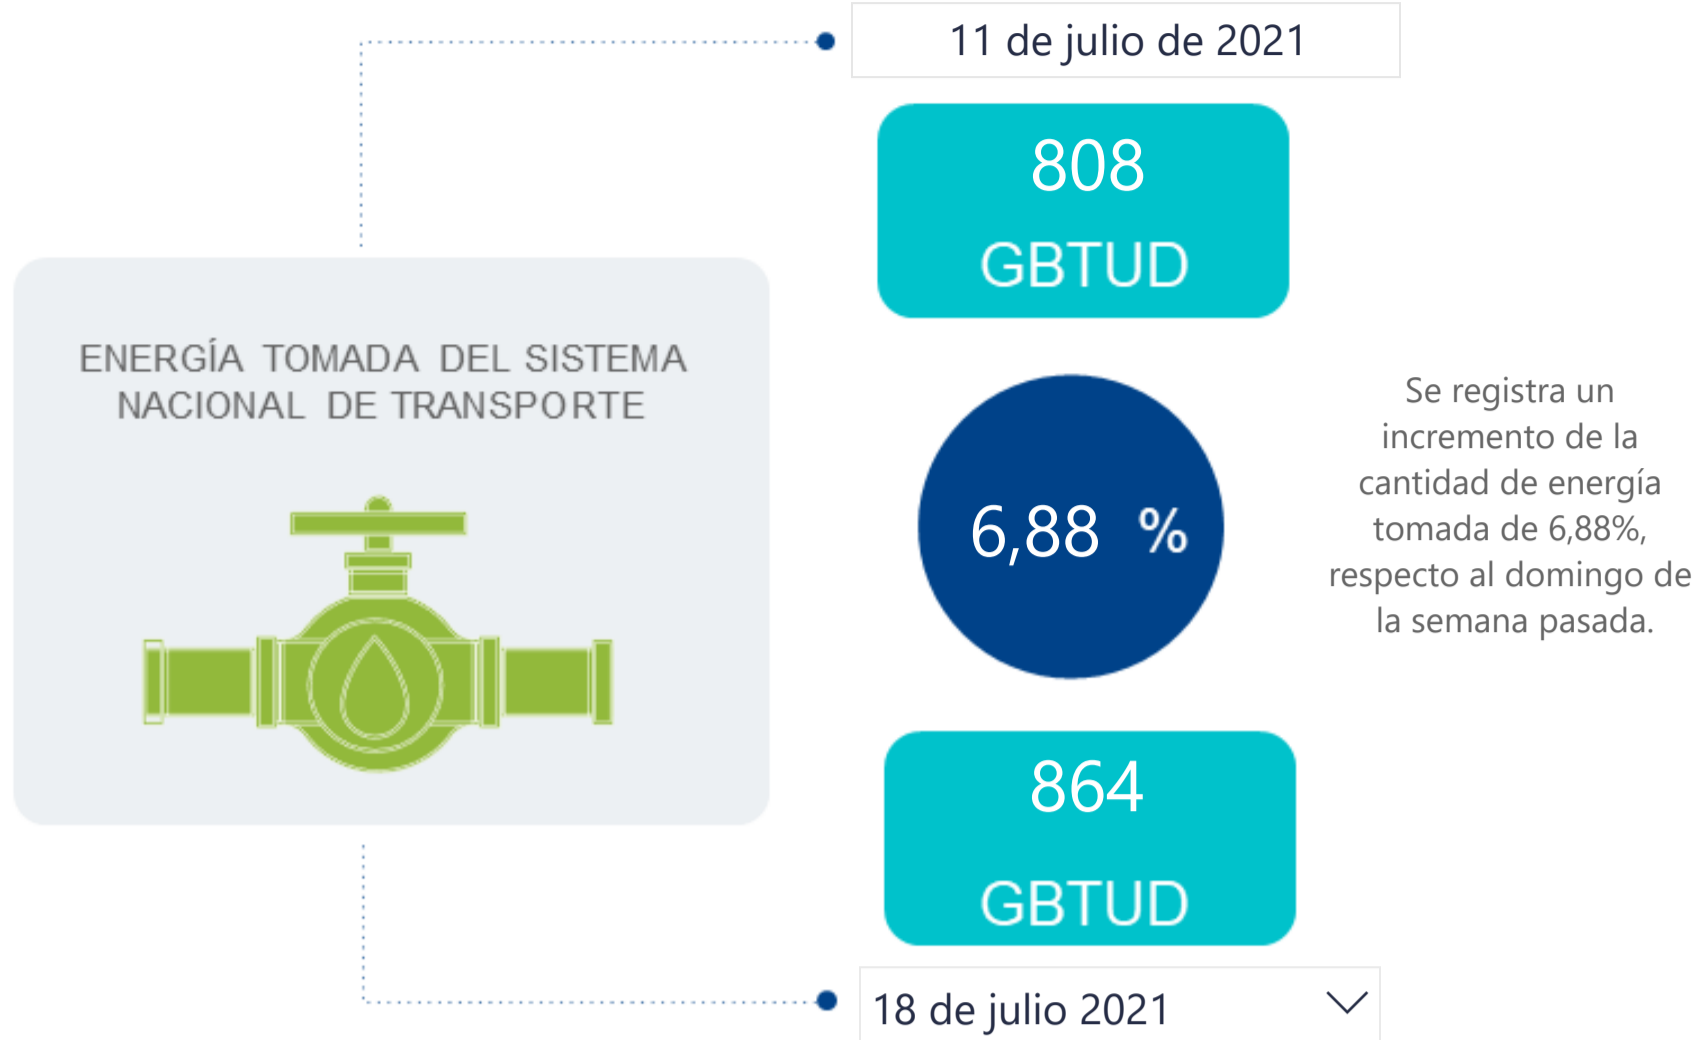 11 de julio de 2021
808
GBTUD
ENERGÍA TOMADA DEL SISTEMA
NACIONAL DE TRANSPORTE
6,88 %
Se registra un
incremento de la
cantidad de energía
tomada de 6,88%,
respecto al domingo de
la semana pasada.
864
GBTUD
18 de julio 2021